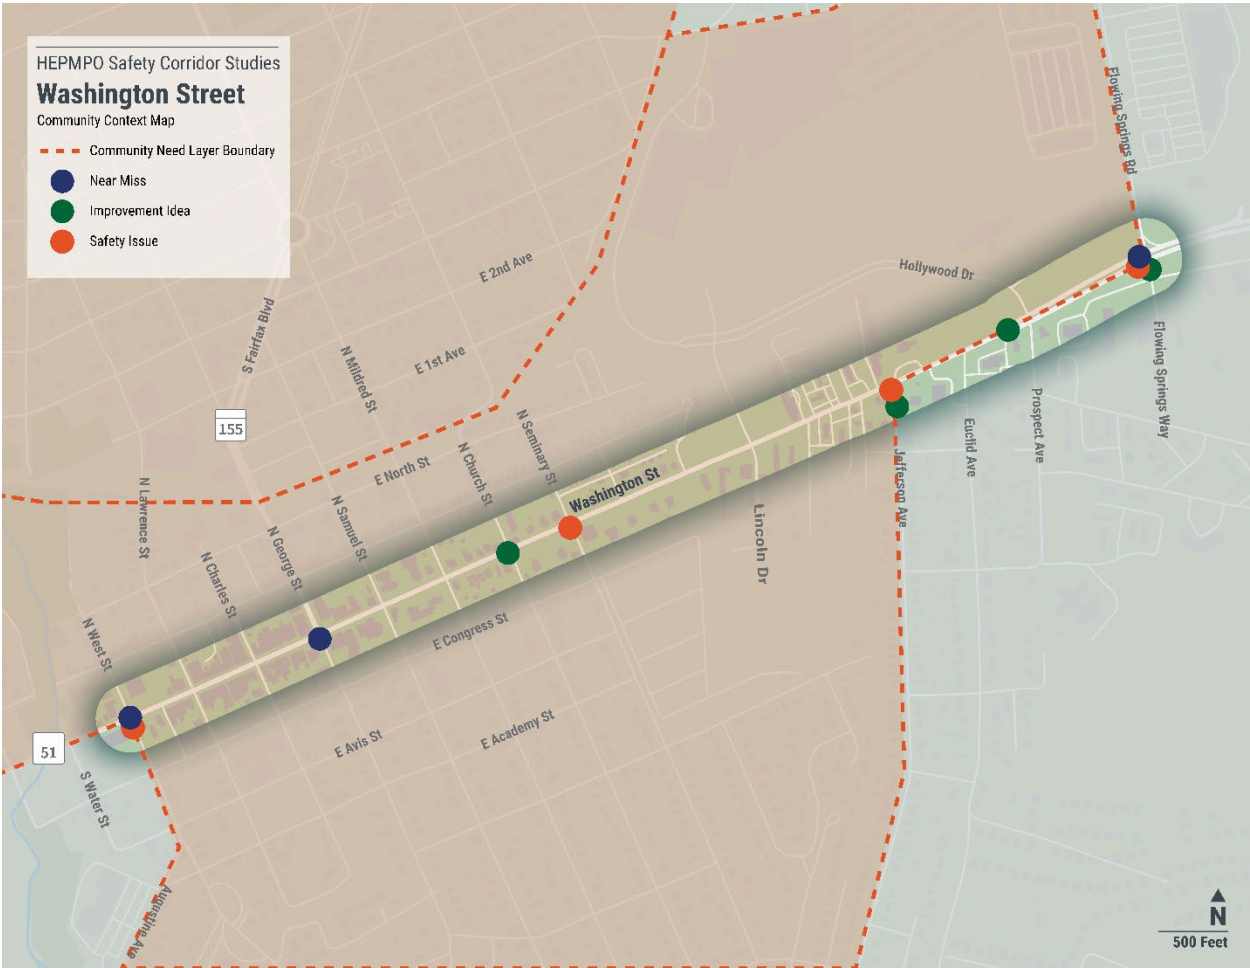 HEPMPO Safety Corridor Studies
Washington Street
Community Context Map
Community Need Layer Boundary
Near Miss
Improvement Idea
Safety Issue
Flowing Springs Rd
E 2nd Ave
Hollywood Dr
S Fairfax Blvd
N Mildred St
E 1st Ave
Flowing Springs Way
155
Prospect Ave
Euclid Ave
N Seminary St
E North St
N Church St
Jefferson Ave
Washington St
N Lawrence St
N Samuel St
Lincoln Dr
N George St
N Charles St
E Congress St
N West St
E Avis St
E Academy St
51
S Water St
Augustine Ave
N
500 Feet